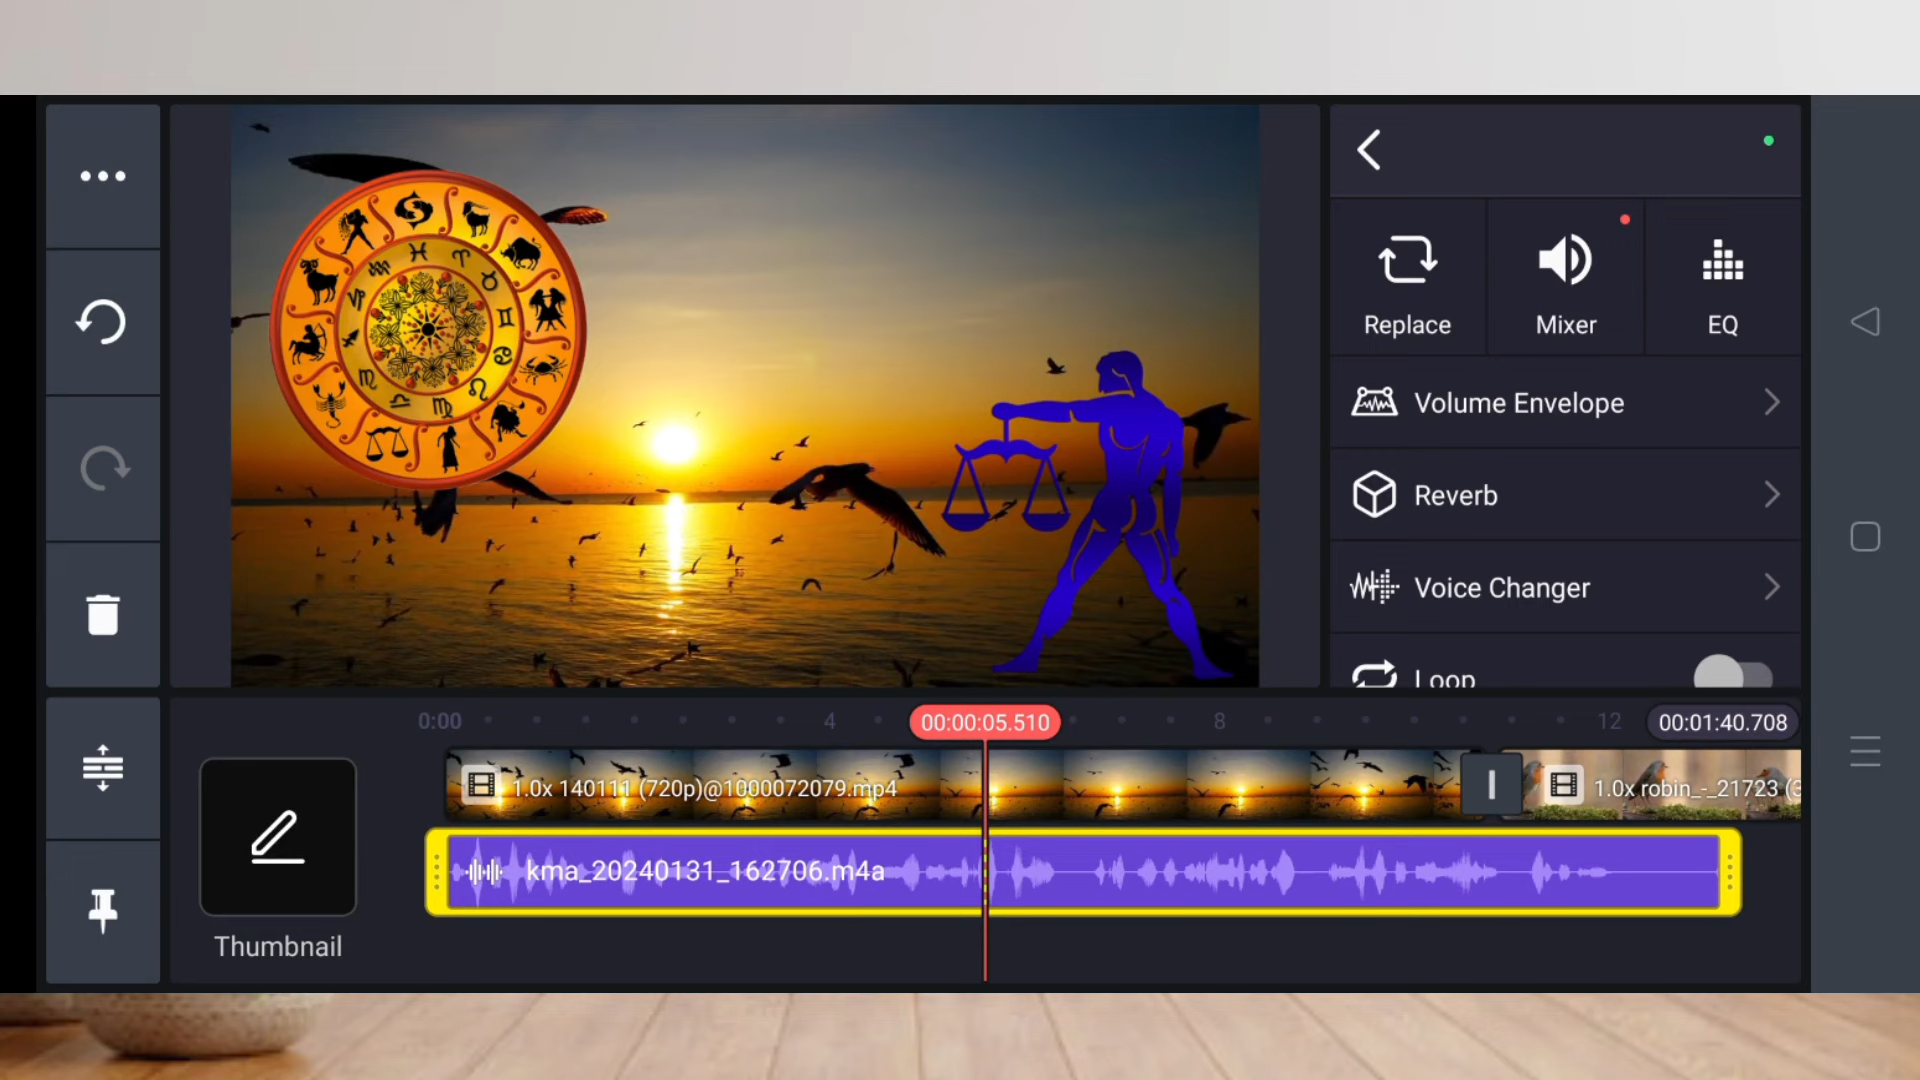 Replace
Mixer
EQ
Volume Envelope
Reverb
Voice Changer
Loop
0:00
4
00:00:05.510
8
12
00:01:40.708
1.0x 140111 (720p)@1000072079.mp4
1.0x robin_-_21723 (3
kma_20240131_162706.m4a
Thumbnail